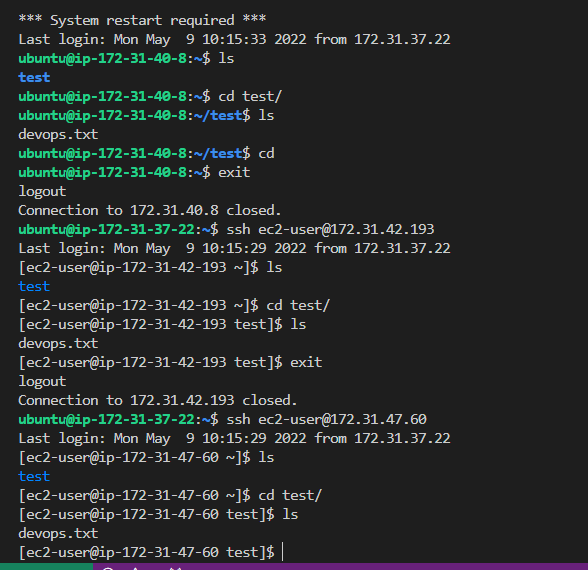 *** System restart required ***
Last login: Mon May  9 10:15:33 2022 from 172.31.37.22
ubuntu@ip-172-31-40-8:~$ ls
test
ubuntu@ip-172-31-40-8:~$ cd test/
ubuntu@ip-172-31-40-8:~/test$ ls
devops.txt
ubuntu@ip-172-31-40-8:~/test$ cd
ubuntu@ip-172-31-40-8:~$ exit
logout
Connection to 172.31.40.8 closed.
ubuntu@ip-172-31-37-22:~$ ssh ec2-user@172.31.42.193
Last login: Mon May  9 10:15:29 2022 from 172.31.37.22
[ec2-user@ip-172-31-42-193 ~]$ ls
test
[ec2-user@ip-172-31-42-193 ~]$ cd test/
[ec2-user@ip-172-31-42-193 test]$ ls
devops.txt
[ec2-user@ip-172-31-42-193 test]$ exit
logout
Connection to 172.31.42.193 closed.
ubuntu@ip-172-31-37-22:~$ ssh ec2-user@172.31.47.60
Last login: Mon May  9 10:15:29 2022 from 172.31.37.22
[ec2-user@ip-172-31-47-60 ~]$ ls
test
[ec2-user@ip-172-31-47-60 ~]$ cd test/
[ec2-user@ip-172-31-47-60 test]$ ls
devops.txt
[ec2-user@ip-172-31-47-60 test]$